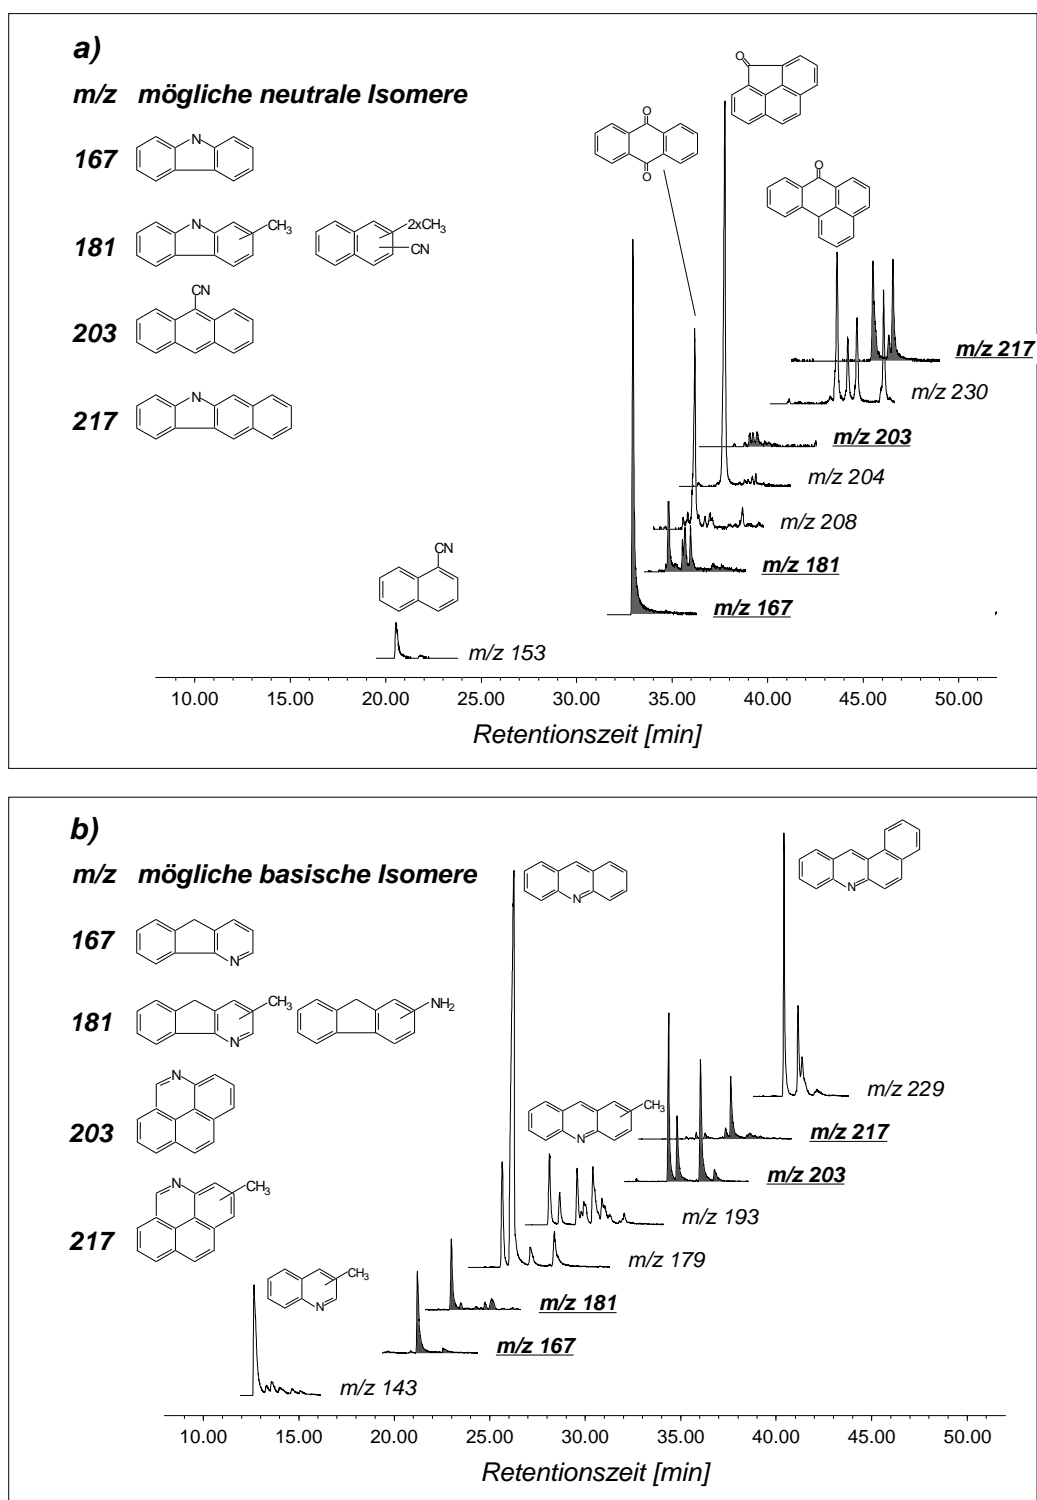 a)
m/z mögliche neutrale Isomere
O
O
O
O
N
167
N
CH3
2xCH3
CN
181
CN
203
N
217
m/z 217
m/z 230
m/z 203
m/z 204
m/z 208
m/z 181
m/z 167
CN
m/z 153
10.00 15.00 20.00 25.00 30.00 35.00 40.00 45.00 50.00
Retentionszeit [min]
b)
m/z mögliche basische Isomere
N
N
167
N
CH3
NH2
181
N
N
203
N
CH3
N
CH3
217
N
CH3
N
m/z 229
m/z 217
m/z 203
m/z 193
m/z 179
m/z 181
m/z 167
m/z 143
10.00 15.00 20.00 25.00 30.00 35.00 40.00 45.00 50.00
Retentionszeit [min]